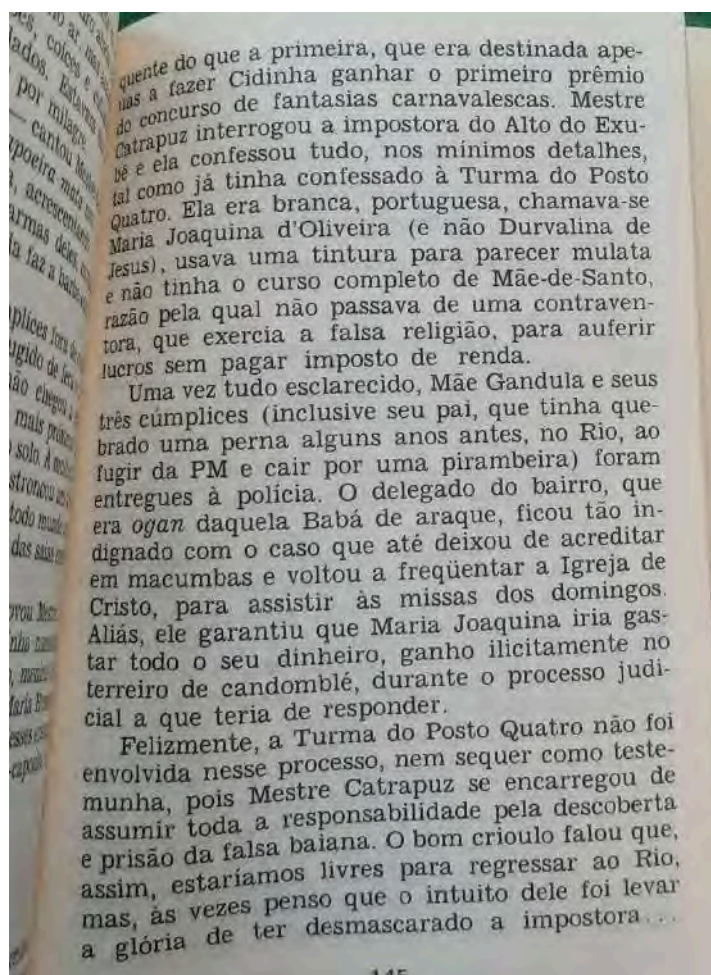 quente do que a primeira, que era destinada ape-
nas a fazer Cidinha ganhar o primeiro prêmio
do concurso de fantasias carnavalescas. Mestre
Catrapuz interrogou a impostora do Alto do Exu-
bê e ela confessou tudo, nos mínimos detalhes,
tal como já tinha confessado à Turma do Posto
Quatro. Ela era branca, portuguesa, chamava-se
Maria Joaquina d'Oliveira (e não Durvalina de
Jesus), usava uma tintura para parecer mulata
e não tinha o curso completo de Mãe-de-Santo,
razão pela qual não passava de uma contraven-
tora, que exercia a falsa religião, para auferir
lucros sem pagar imposto de renda.
Uma vez tudo esclarecido, Mãe Gandula e seus
três cúmplices (inclusive seu pai, que tinha que-
brado uma perna alguns anos antes, no Rio, ao
fugir da PM e cair por uma pirambeira) foram
entregues à polícia. O delegado do bairro, que
era ogan daquela Babá de araque, ficou tão in-
dignado com o caso que até deixou de acreditar
em macumbas e voltou a freqüentar a Igreja de
Cristo, para assistir às missas dos domingos.
Aliás, ele garantiu que Maria Joaquina iria gas-
tar todo o seu dinheiro, ganho ilicitamente no
terreiro de candomblé, durante o processo judi-
cial a que teria de responder.
Felizmente, a Turma do Posto Quatro não foi
envolvida nesse processo, nem sequer como teste-
munha, pois Mestre Catrapuz se encarregou de
assumir toda a responsabilidade pela descoberta
e prisão da falsa baiana. O bom crioulo falou que,
assim, estaríamos livres para regressar ao Rio,
mas, às vezes penso que o intuito dele foi levar
a glória de ter desmascarado a impostora...
145